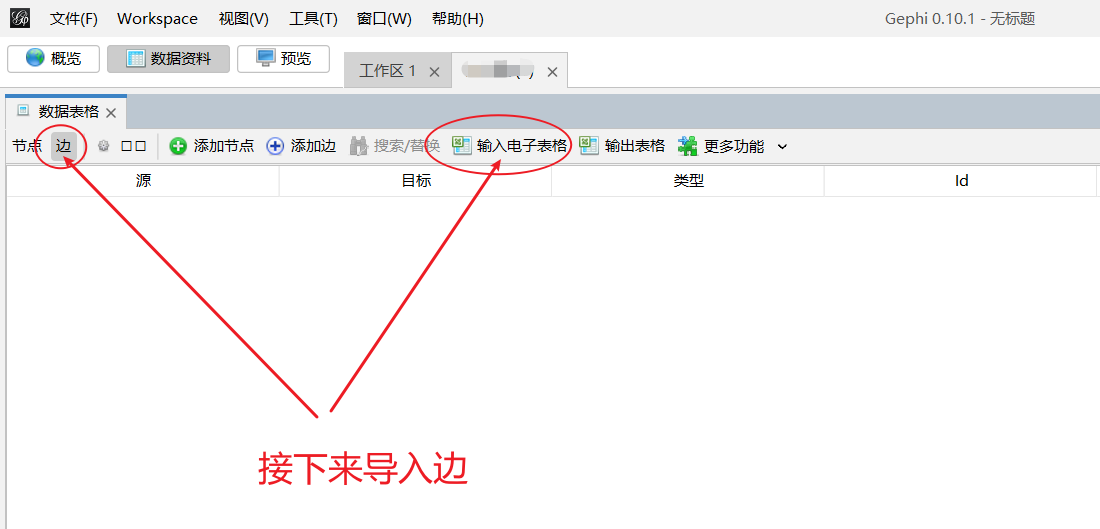 文件(F) Workspace 视图(V) 工具(T) 窗口(W) 帮助(H) Gephi 0.10.1 - 无标题
概览 数据资料 预览 工作区 1
数据表格
节点 边 添加节点 添加边 搜索/替换 输入电子表格 输出表格 更多功能
源 目标 类型 Id
接下来导入边